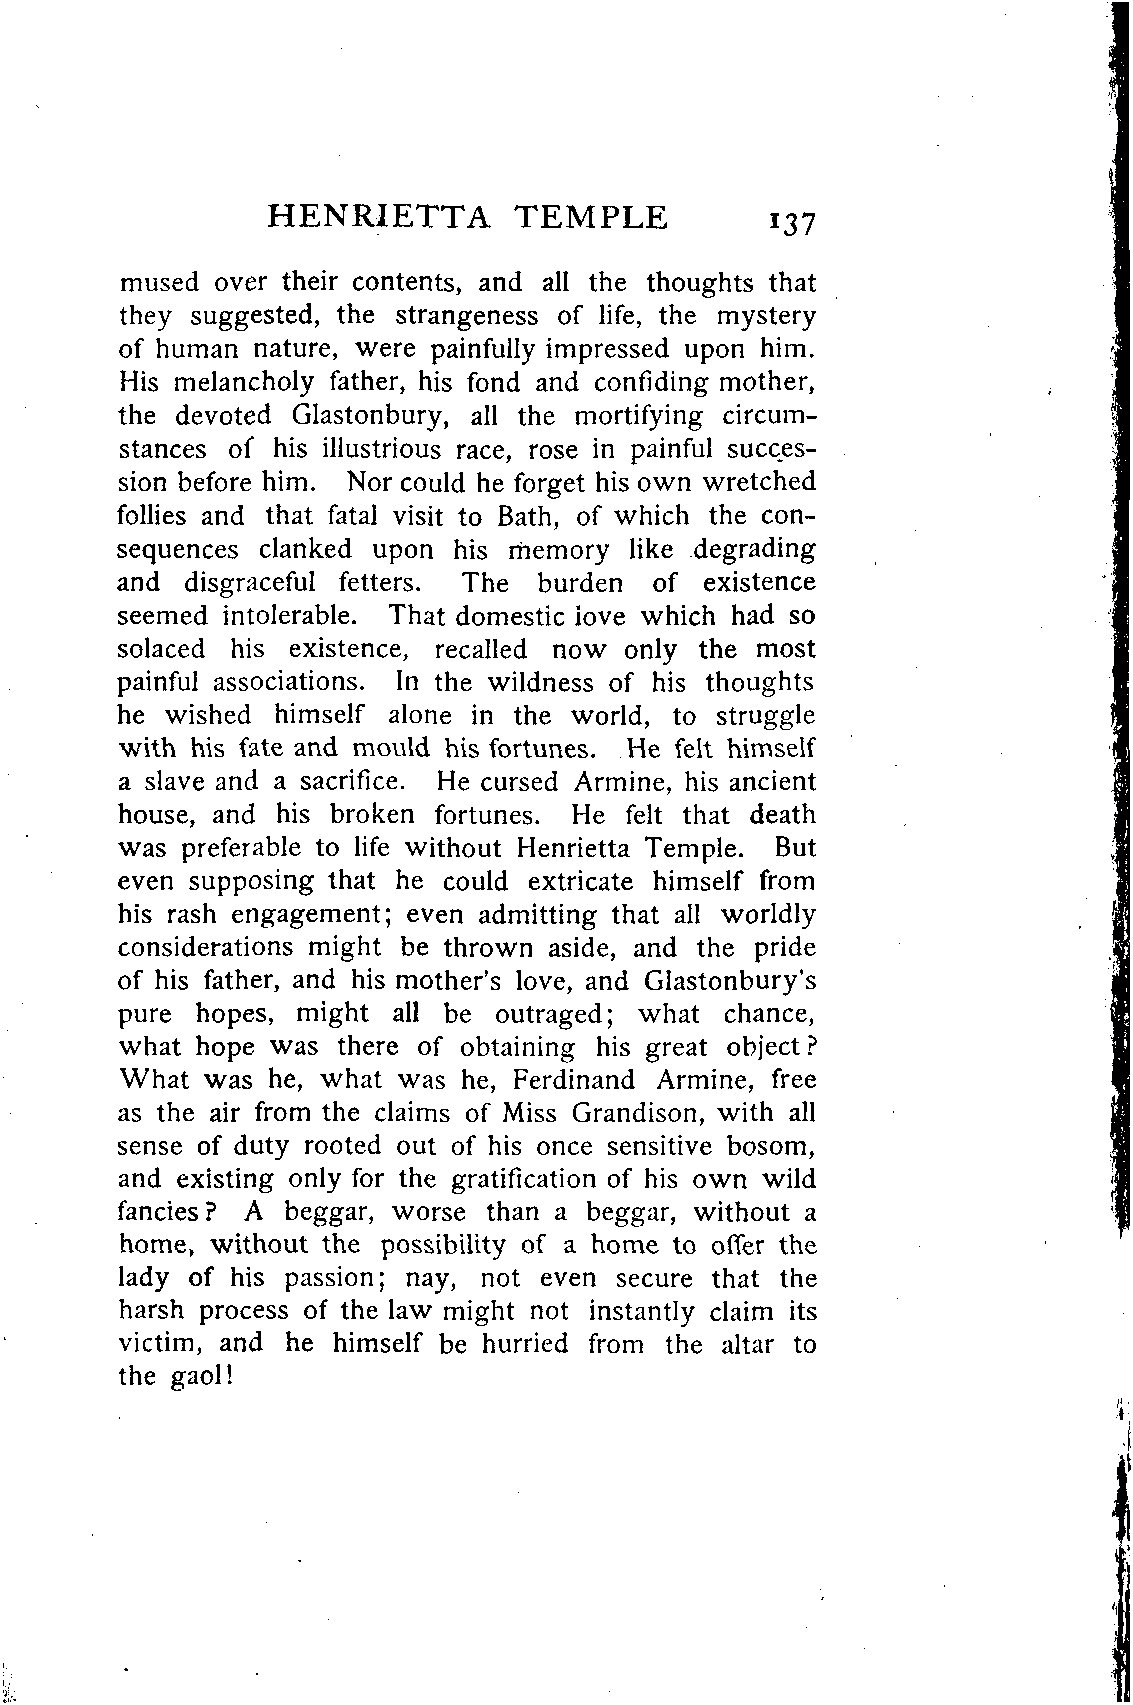 HENRIETTA TEMPLE 137
mused over their contents, and all the thoughts that
they suggested, the strangeness of life, the mystery
of human nature, were painfully impressed upon him.
His melancholy father, his fond and confiding mother,
the devoted Glastonbury, all the mortifying circum-
stances of his illustrious race, rose in painful succes-
sion before him. Nor could he forget his own wretched
follies and that fatal visit to Bath, of which the con-
sequences clanked upon his memory like degrading
and disgraceful fetters. The burden of existence
seemed intolerable. That domestic love which had so
solaced his existence, recalled now only the most
painful associations. In the wildness of his thoughts
he wished himself alone in the world, to struggle
with his fate and mould his fortunes. He felt himself
a slave and a sacrifice. He cursed Armine, his ancient
house, and his broken fortunes. He felt that death
was preferable to life without Henrietta Temple. But
even supposing that he could extricate himself from
his rash engagement; even admitting that all worldly
considerations might be thrown aside, and the pride
of his father, and his mother's love, and Glastonbury's
pure hopes, might all be outraged; what chance,
what hope was there of obtaining his great object?
What was he, what was he, Ferdinand Armine, free
as the air from the claims of Miss Grandison, with all
sense of duty rooted out of his once sensitive bosom,
and existing only for the gratification of his own wild
fancies? A beggar, worse than a beggar, without a
home, without the possibility of a home to offer the
lady of his passion; nay, not even secure that the
harsh process of the law might not instantly claim its
victim, and he himself be hurried from the altar to
the gaol!